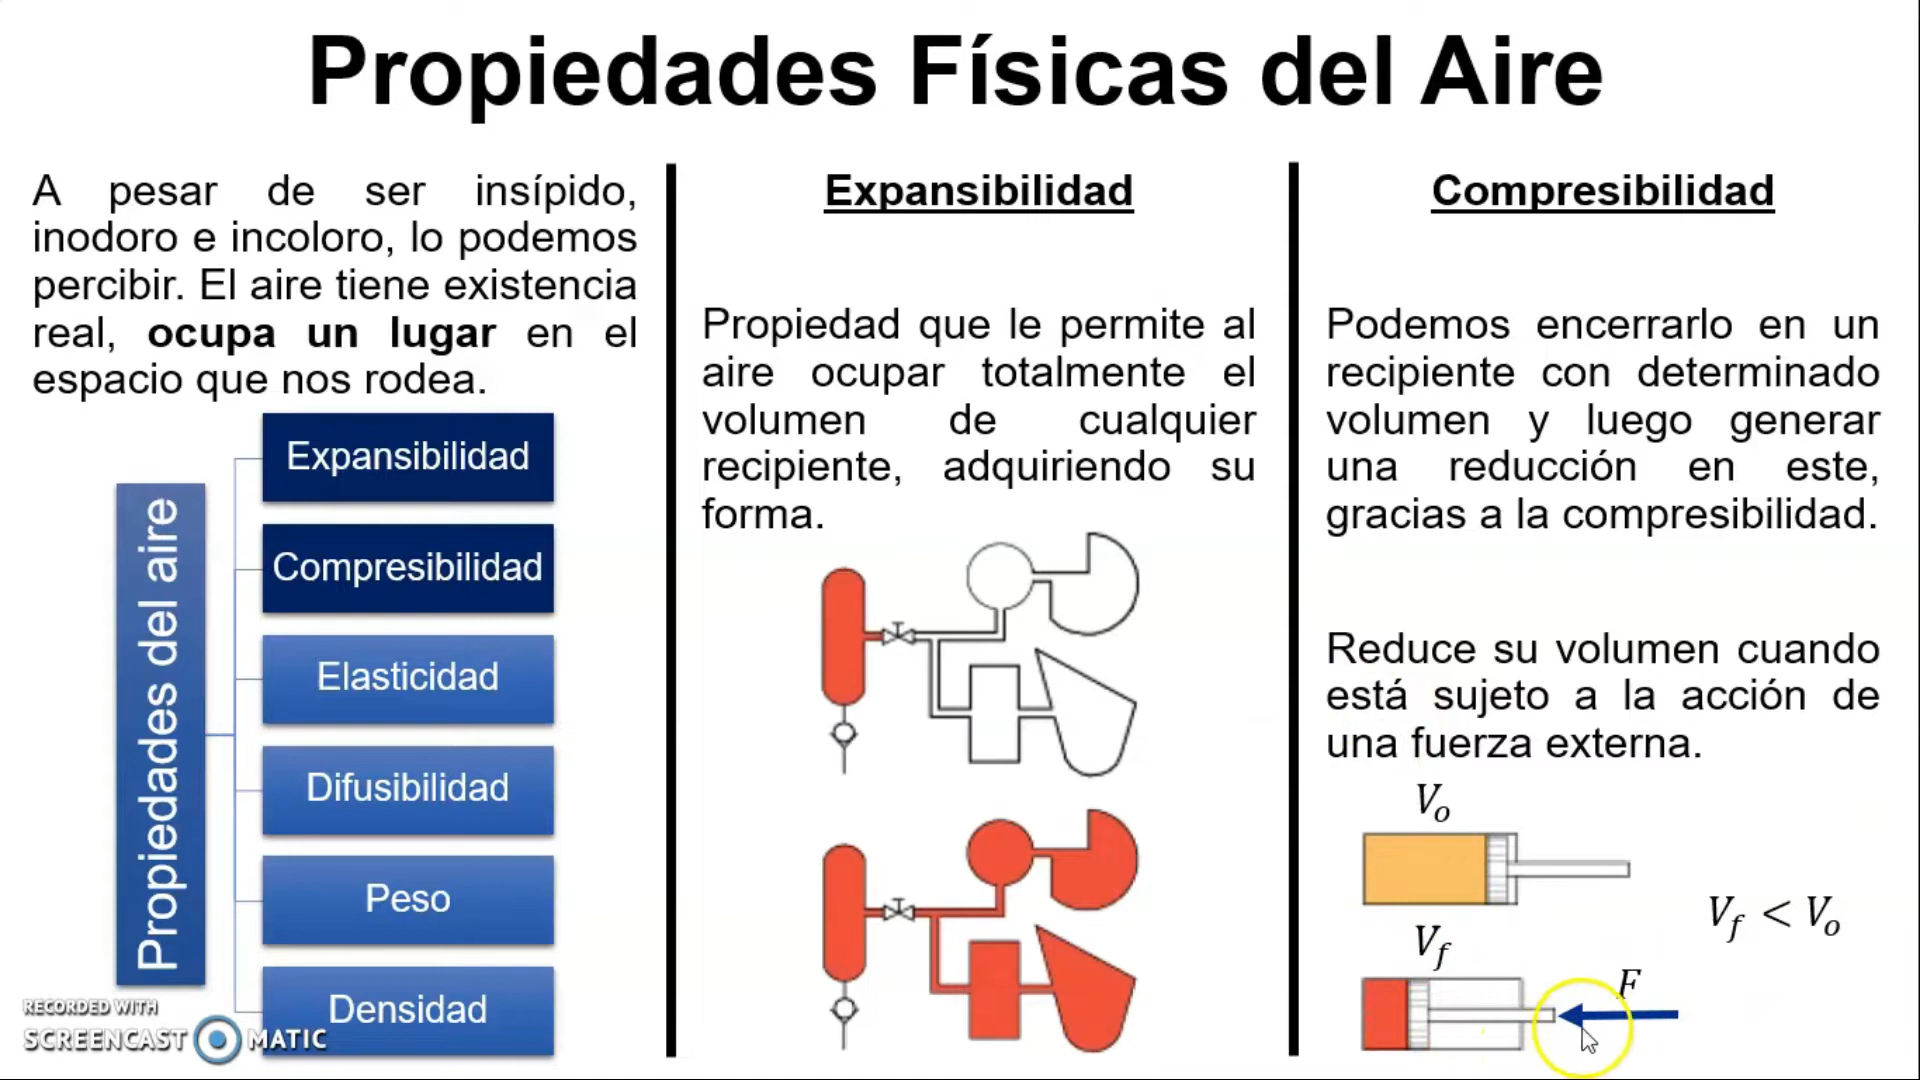 Propiedades Físicas del Aire
A pesar de ser insípido,
inodoro e incoloro, lo podemos
percibir. El aire tiene existencia
real, ocupa un lugar en el
espacio que nos rodea.
Propiedades del aire
Expansibilidad
Compresibilidad
Elasticidad
Difusibilidad
Peso
Densidad
RECORDED WITH
SCREENCAST MATIC
Expansibilidad
Propiedad que le permite al
aire ocupar totalmente el
volumen de cualquier
recipiente, adquiriendo su
forma.
Compresibilidad
Podemos encerrarlo en un
recipiente con determinado
volumen y luego generar
una reducción en este,
gracias a la compresibilidad.
Reduce su volumen cuando
está sujeto a la acción de
una fuerza externa.
Vo
Vf < Vo
Vf
F